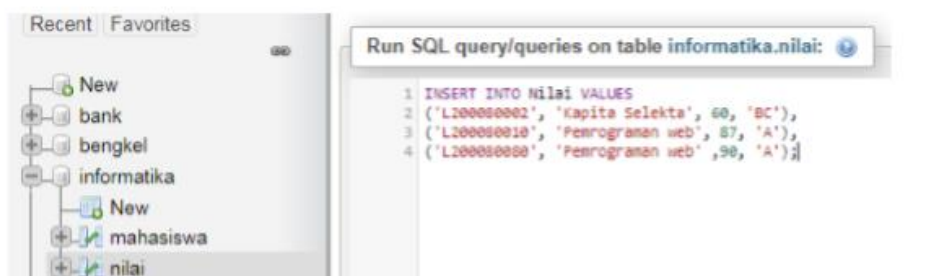 Recent Favorites
New
bank
bengkel
informatika
New
mahasiswa
nilai
Run SQL query/queries on table informatika.nilai:
1 INSERT INTO Nilai VALUES
2 ('L200080002', 'Kapita Selekta', 60, 'BC'),
3 ('L200080010', 'Pemrograman web', 87, 'A'),
4 ('L200080080', 'Pemrograman web' ,90, 'A');